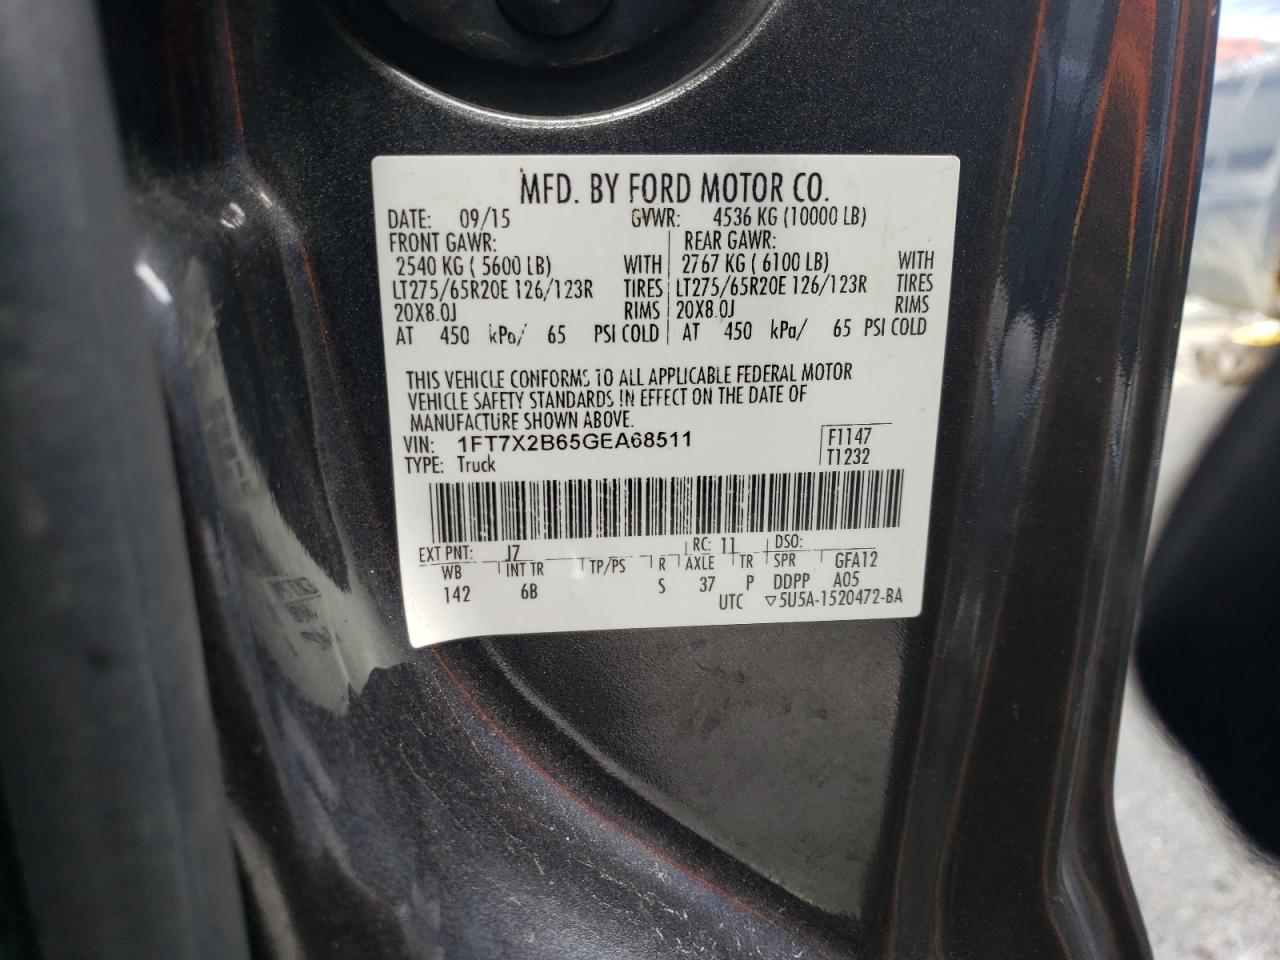 MFD. BY FORD MOTOR CO.
DATE: 09/15 GVWR: 4536 KG (10000 LB)
FRONT GAWR: REAR GAWR:
2540 KG ( 5600 LB) WITH 2767 KG ( 6100 LB) WITH
LT275/65R20E 126/123R TIRES LT275/65R20E 126/123R TIRES
20X8.0J RIMS 20X8.0J RIMS
AT 450 kPa/ 65 PSI COLD AT 450 kPa/ 65 PSI COLD
THIS VEHICLE CONFORMS TO ALL APPLICABLE FEDERAL MOTOR
VEHICLE SAFETY STANDARDS IN EFFECT ON THE DATE OF
MANUFACTURE SHOWN ABOVE.
VIN: 1FT7X2B65GEA68511 F1147
TYPE: Truck T1232
EXT PNT: J7 RC: 11 DSO:
WB INT TR TP/PS R AXLE TR SPR GFA12
142 6B S 37 P DDPP A05
UTC ▽5U5A-1520472-BA